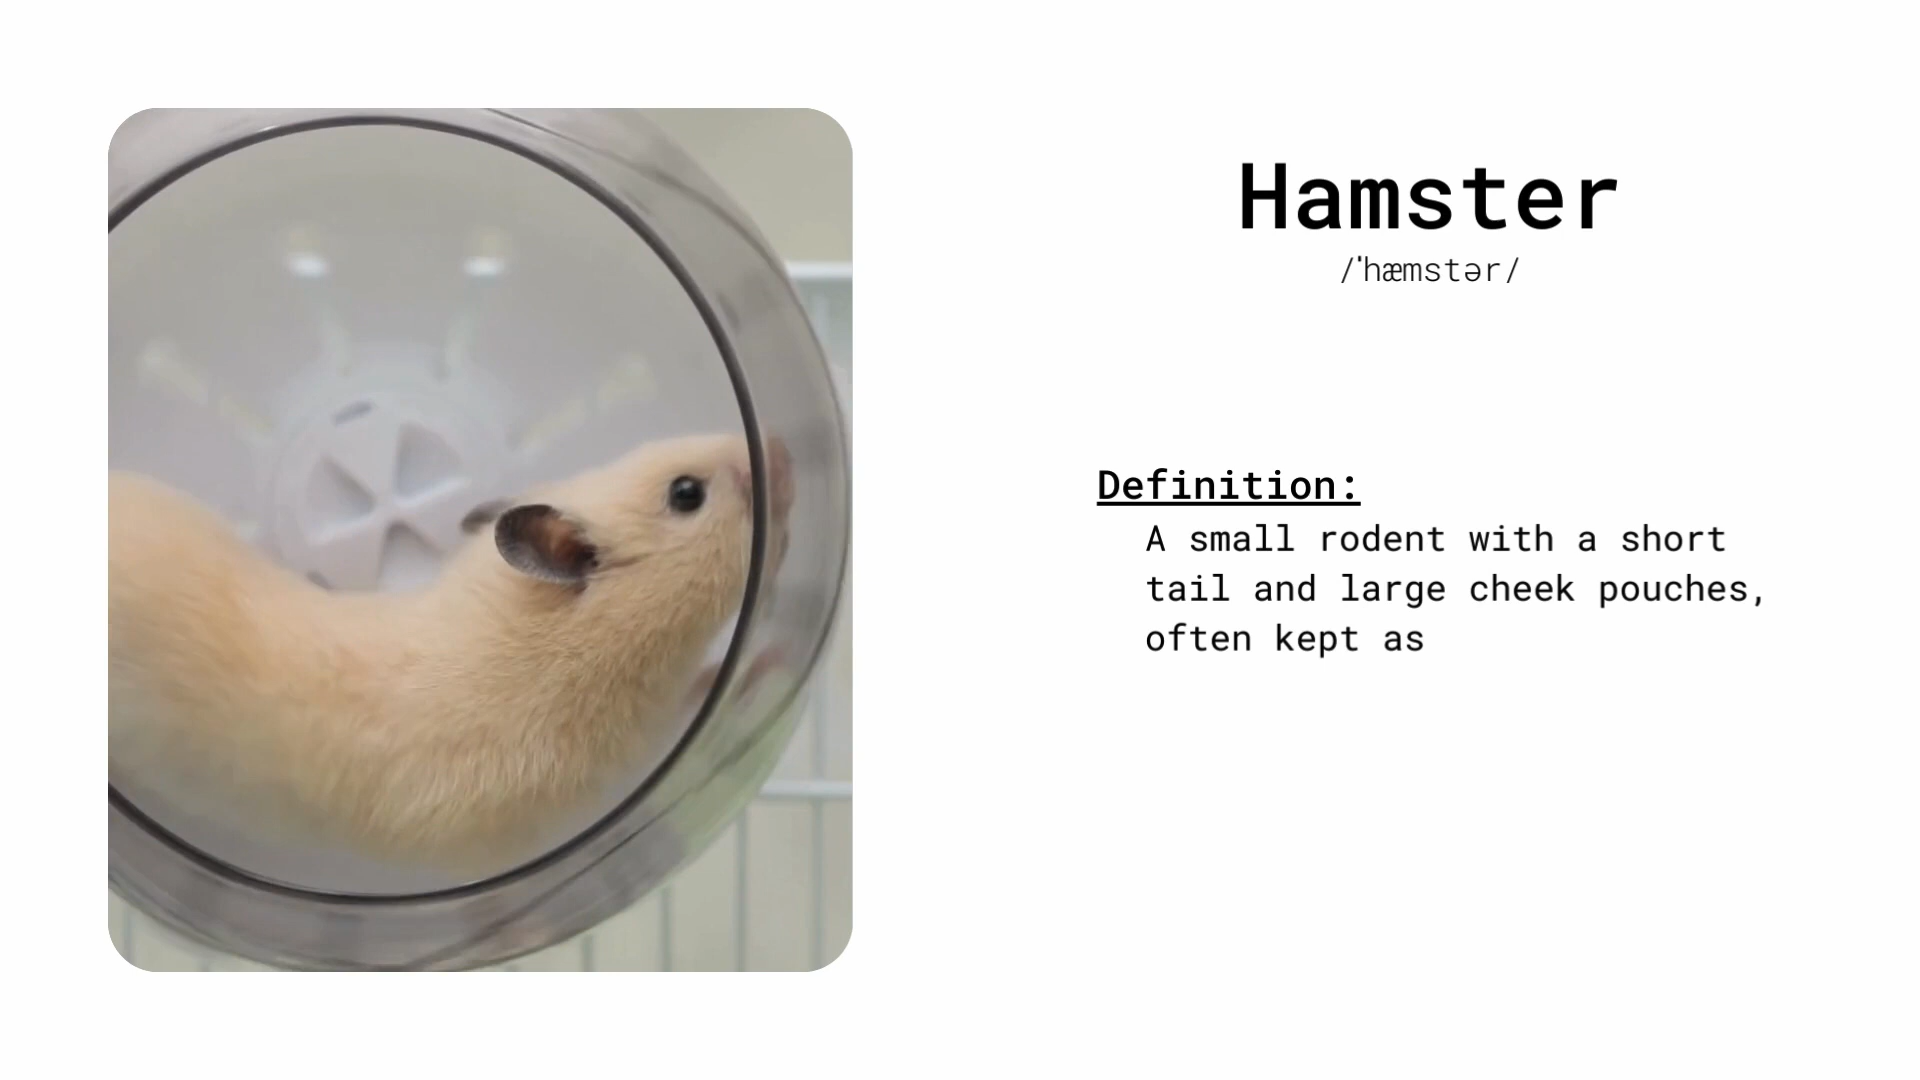 Hamster
/ˈhæmstər/
Definition:
A small rodent with a short
tail and large cheek pouches,
often kept as